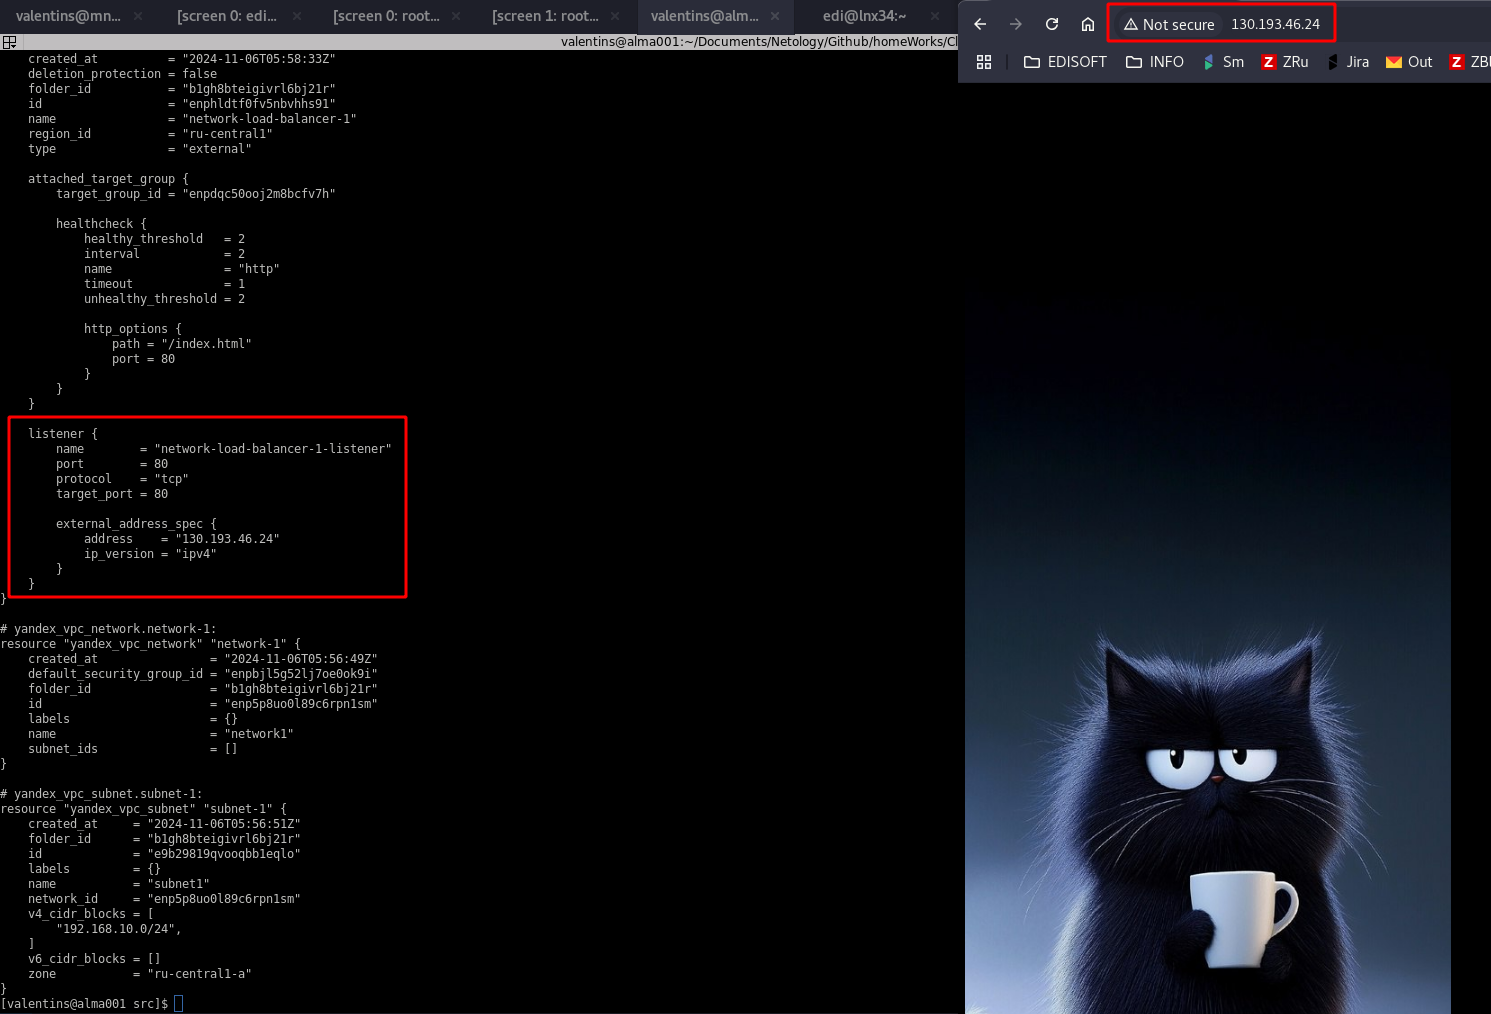 valentins@mn...
[screen 0: edi...
[screen 0: root...
[screen 1: root...
valentins@alm...
edi@lnx34:~
valentins@alma001:~/Documents/Netology/Github/homeWorks/Cl
created_at          = "2024-11-06T05:58:33Z"
deletion_protection = false
folder_id           = "b1gh8bteigivrl6bj21r"
id                  = "enphldtf0fv5nbvhhs91"
name                = "network-load-balancer-1"
region_id           = "ru-central1"
type                = "external"
attached_target_group {
target_group_id = "enpdqc50ooj2m8bcfv7h"
healthcheck {
healthy_threshold   = 2
interval            = 2
name                = "http"
timeout             = 1
unhealthy_threshold = 2
http_options {
path = "/index.html"
port = 80
}
}
}
listener {
name        = "network-load-balancer-1-listener"
port        = 80
protocol    = "tcp"
target_port = 80
external_address_spec {
address    = "130.193.46.24"
ip_version = "ipv4"
}
}
}
# yandex_vpc_network.network-1:
resource "yandex_vpc_network" "network-1" {
created_at                = "2024-11-06T05:56:49Z"
default_security_group_id = "enpbjl5g52lj7oe0ok9i"
folder_id                 = "b1gh8bteigivrl6bj21r"
id                        = "enp5p8uo0l89c6rpn1sm"
labels                    = {}
name                      = "network1"
subnet_ids                = []
}
# yandex_vpc_subnet.subnet-1:
resource "yandex_vpc_subnet" "subnet-1" {
created_at     = "2024-11-06T05:56:51Z"
folder_id      = "b1gh8bteigivrl6bj21r"
id             = "e9b29819qvooqbb1eqlo"
labels         = {}
name           = "subnet1"
network_id     = "enp5p8uo0l89c6rpn1sm"
v4_cidr_blocks = [
"192.168.10.0/24",
]
v6_cidr_blocks = []
zone           = "ru-central1-a"
}
[valentins@alma001 src]$
Not secure 130.193.46.24
EDISOFT INFO Sm Z ZRu Jira Out Z ZB